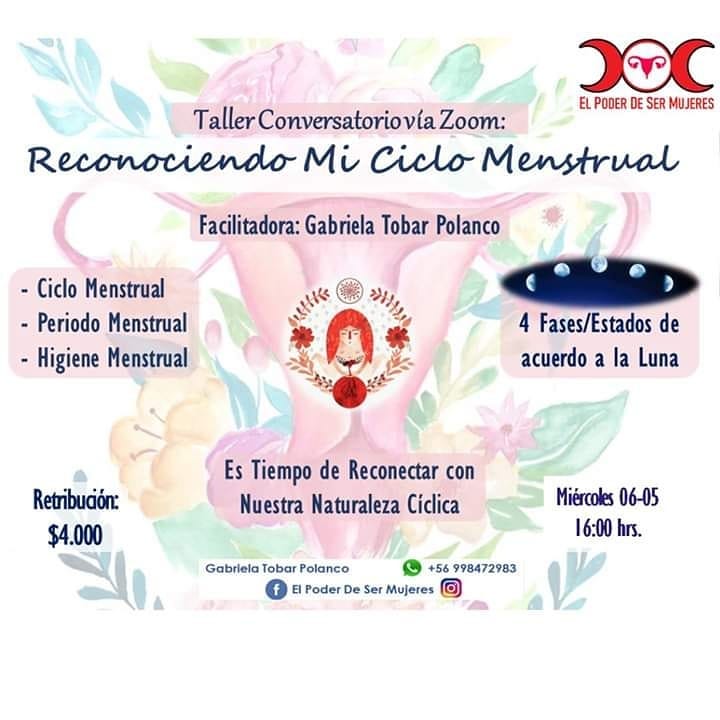 EL PODER DE SER MUJERES
Taller Conversatorio vía Zoom:
Reconociendo Mi Ciclo Menstrual
Facilitadora: Gabriela Tobar Polanco
- Ciclo Menstrual
- Periodo Menstrual
- Higiene Menstrual
4 Fases/Estados de
acuerdo a la Luna
Es Tiempo de Reconectar con
Nuestra Naturaleza Cíclica
Retribución:
$4.000
Miércoles 06-05
16:00 hrs.
Gabriela Tobar Polanco +56 998472983
El Poder De Ser Mujeres